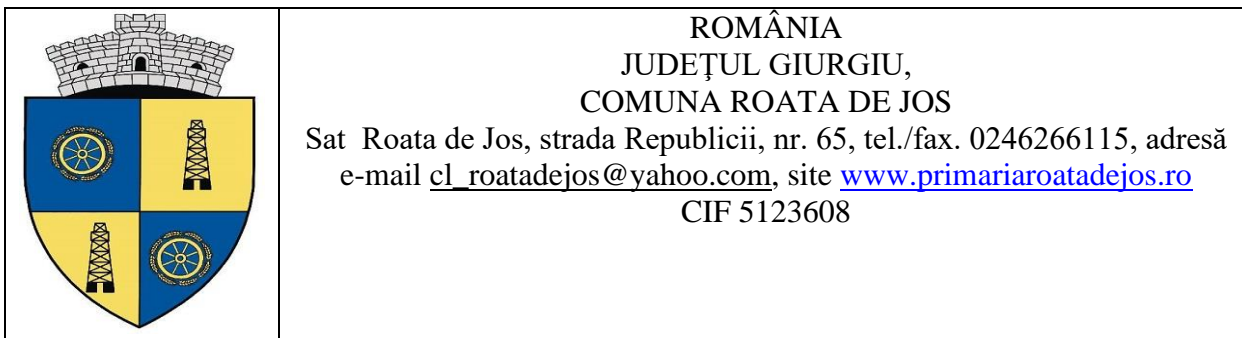 ROMÂNIA
JUDEŢUL GIURGIU,
COMUNA ROATA DE JOS
Sat Roata de Jos, strada Republicii, nr. 65, tel./fax. 0246266115, adresă
e-mail cl_roatadejos@yahoo.com, site www.primariaroatadejos.ro
CIF 5123608